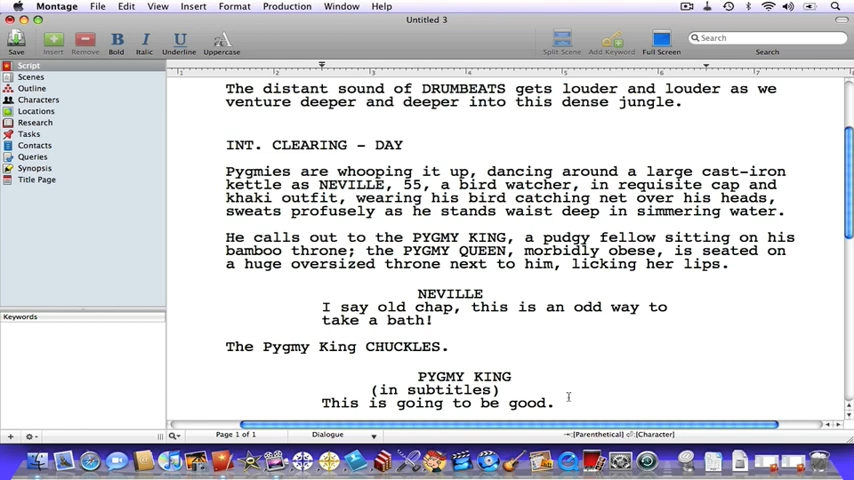 Montage File Edit View Insert Format Production Window Help
Untitled 3
Save Insert Remove Bold Italic Underline Uppercase Split Scene Add Keyword Full Screen Search
Search
Script
Scenes
Outline
Characters
Locations
Research
Tasks
Contacts
Queries
Synopsis
Title Page
Keywords
1 2 3 4 5 6 7
The distant sound of DRUMBEATS gets louder and louder as we
venture deeper and deeper into this dense jungle.
INT. CLEARING - DAY
Pygmies are whooping it up, dancing around a large cast-iron
kettle as NEVILLE, 55, a bird watcher, in requisite cap and
khaki outfit, wearing his bird catching net over his heads,
sweats profusely as he stands waist deep in simmering water.
He calls out to the PYGMY KING, a pudgy fellow sitting on his
bamboo throne; the PYGMY QUEEN, morbidly obese, is seated on
a huge oversized throne next to him, licking her lips.
NEVILLE
I say old chap, this is an odd way to
take a bath!
The Pygmy King CHUCKLES.
PYGMY KING
(in subtitles)
This is going to be good.
Page 1 of 1 Dialogue :[Parenthetical] :[Character]